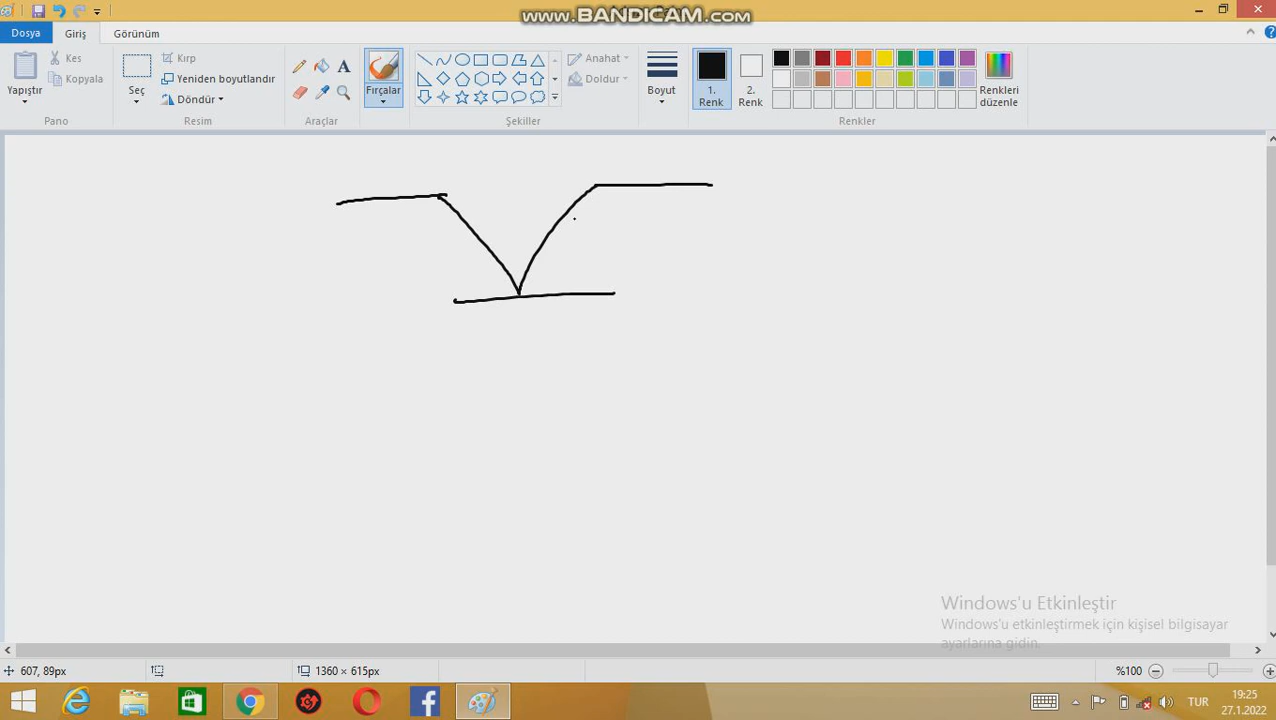 www.BANDICAM.com
Dosya
Giriş
Görünüm
Yapıştır
Kes
Kopyala
Pano
Seç
Kırp
Yeniden boyutlandır
Döndür
Resim
A
Araçlar
Fırçalar
Anahat
Doldur
Şekiller
Boyut
1.
Renk
2.
Renk
Renkleri
düzenle
Renkler
Windows'u Etkinleştir
Windows'u etkinleştirmek için kişisel bilgisayar
ayarlarına gidin.
607, 89px
1360 × 615px
%100
TUR
19:25
27.1.2022